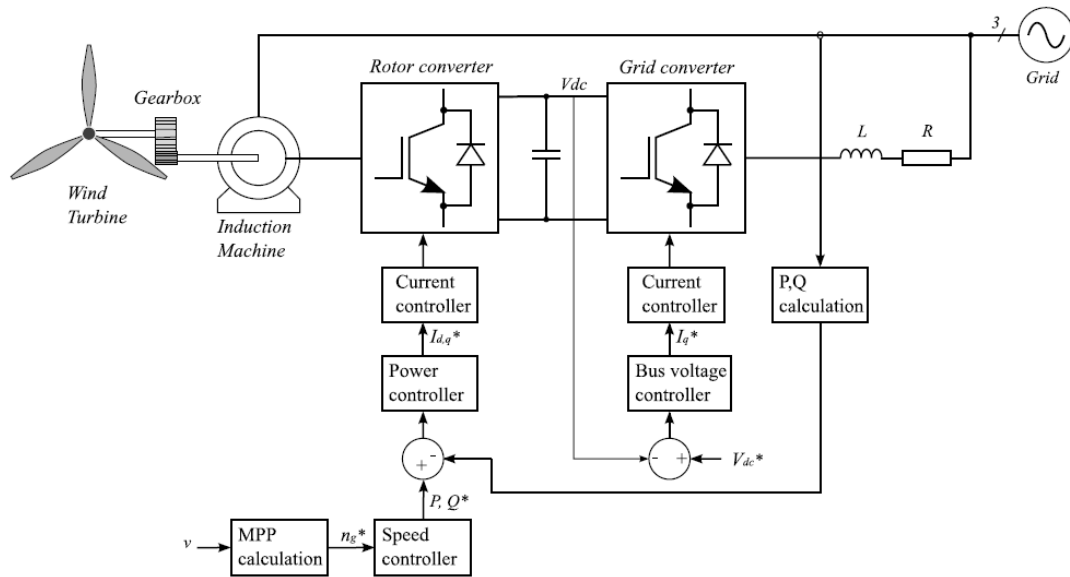 3
Grid
Rotor converter
Vdc
Grid converter
Gearbox
L
R
Wind
Turbine
Induction
Machine
Current
controller
Current
controller
P,Q
calculation
Id,q*
Iq*
Power
controller
Bus voltage
controller
+
-
-
+
Vdc*
P, Q*
v
MPP
calculation
ng*
Speed
controller